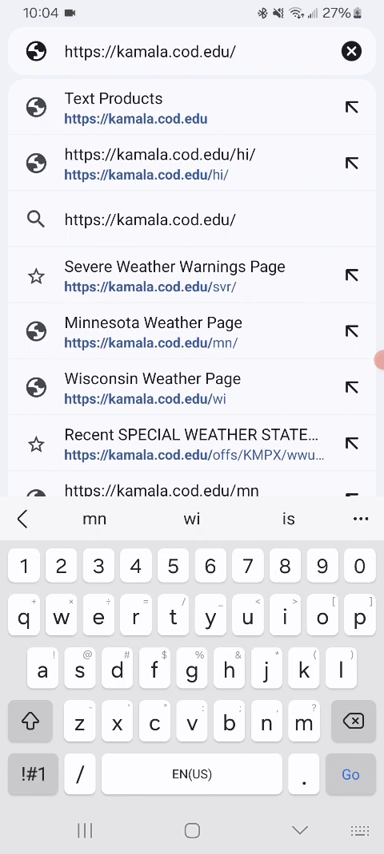 10:04 27%
https://kamala.cod.edu/
Text Products
https://kamala.cod.edu
https://kamala.cod.edu/hi/
https://kamala.cod.edu/hi/
https://kamala.cod.edu/
Severe Weather Warnings Page
https://kamala.cod.edu/svr/
Minnesota Weather Page
https://kamala.cod.edu/mn/
Wisconsin Weather Page
https://kamala.cod.edu/wi
Recent SPECIAL WEATHER STATE...
https://kamala.cod.edu/offs/KMPX/wwu...
https://kamala.cod.edu/mn
mn wi is ...
1 2 3 4 5 6 7 8 9 0
+ × ÷ = / _ < > [ ]
q w e r t y u i o p
! @ # $ % & * ( )
a s d f g h j k l
- ' " : ; , ?
z x c v b n m
!#1 / EN(US) . Go